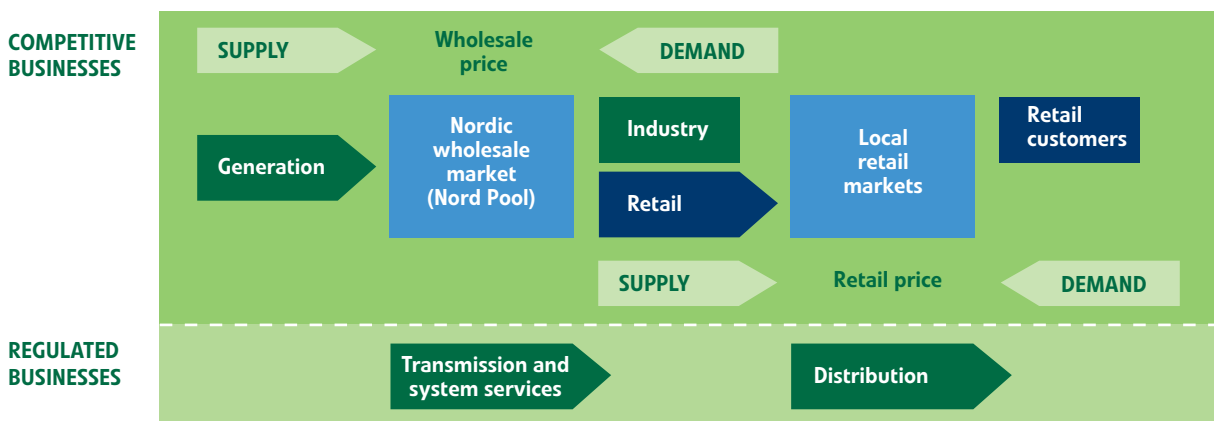 COMPETITIVE
BUSINESSES
SUPPLY
Wholesale
price
DEMAND
Generation
Nordic
wholesale
market
(Nord Pool)
Industry
Retail
Local
retail
markets
Retail
customers
SUPPLY
Retail price
DEMAND
REGULATED
BUSINESSES
Transmission and
system services
Distribution